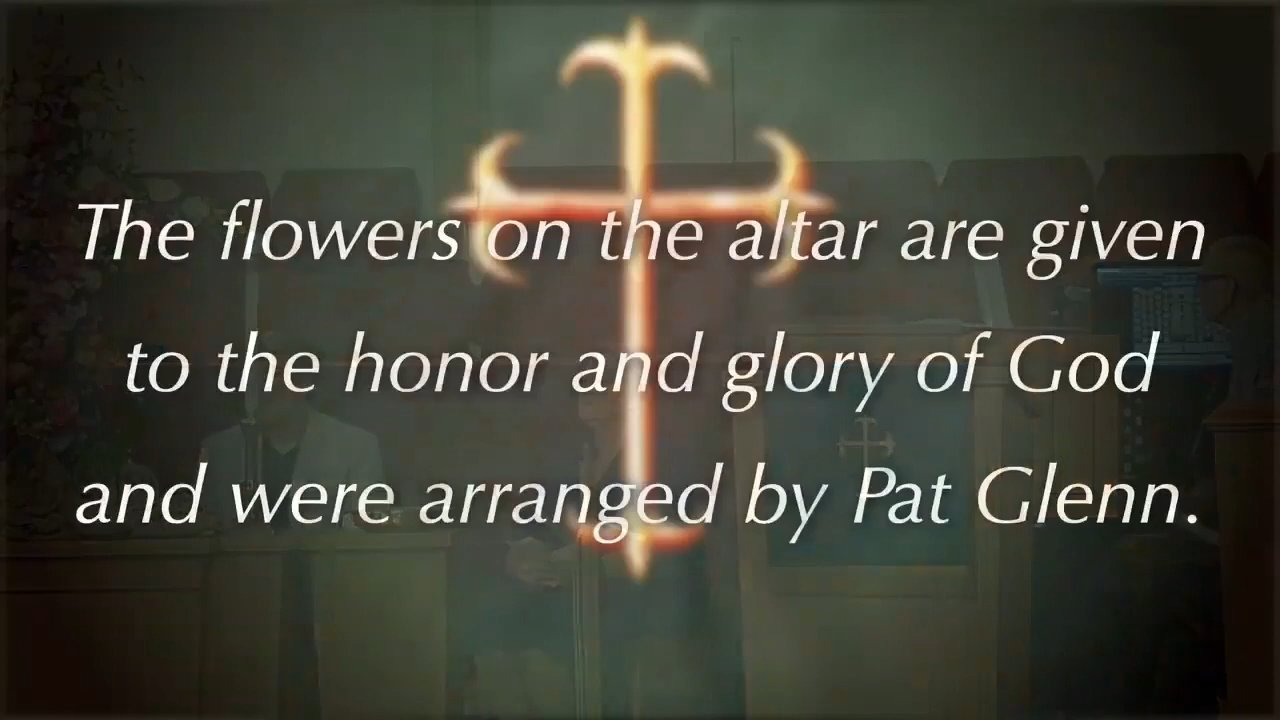 The flowers on the altar are given
to the honor and glory of God
and were arranged by Pat Glenn.